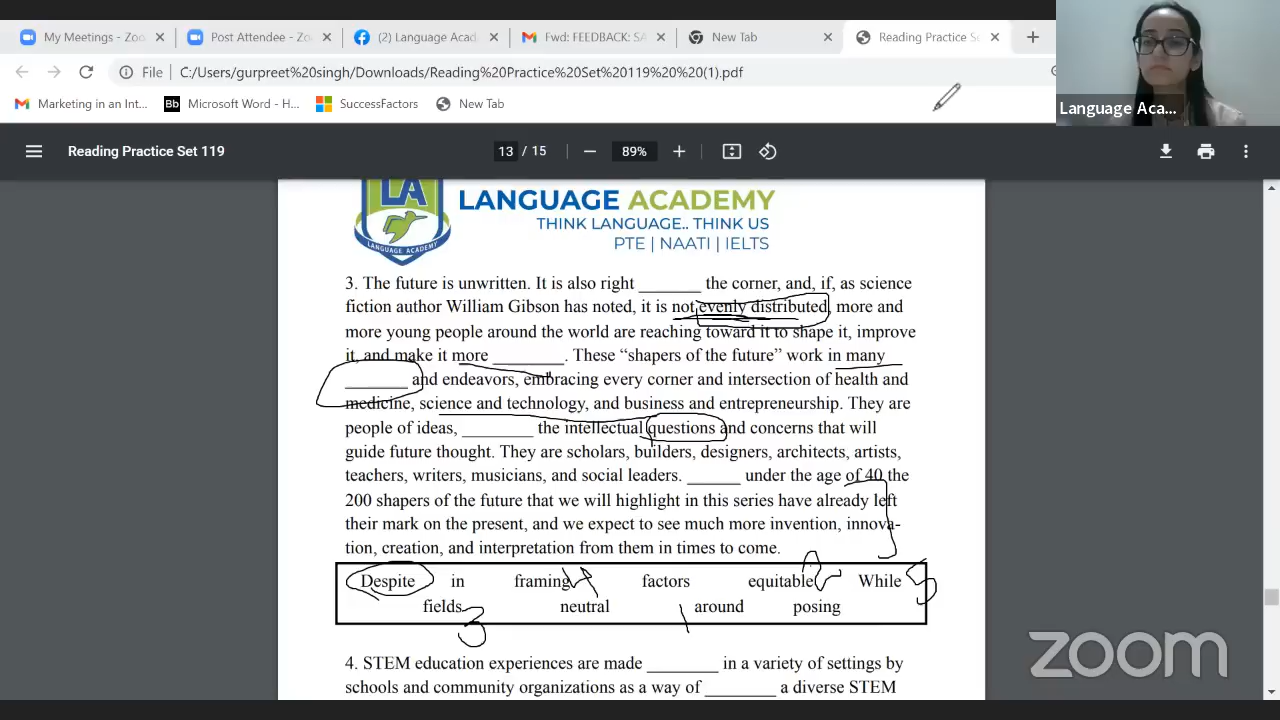 My Meetings - Zoo
Post Attendee - Zo
(2) Language Acad
Fwd: FEEDBACK: SA
New Tab
Reading Practice S
File
C:/Users/gurpreet%20singh/Downloads/Reading%20Practice%20Set%20119%20%20(1).pdf
Marketing in an Int...
Bb Microsoft Word - H...
SuccessFactors
New Tab
Language Aca...
Reading Practice Set 119
13 / 15
89%
LA
LANGUAGE ACADEMY
LANGUAGE ACADEMY
THINK LANGUAGE.. THINK US
PTE | NAATI | IELTS
3. The future is unwritten. It is also right _______ the corner, and, if, as science
fiction author William Gibson has noted, it is not evenly distributed, more and
more young people around the world are reaching toward it to shape it, improve
it, and make it more ________. These “shapers of the future” work in many
_______ and endeavors, embracing every corner and intersection of health and
medicine, science and technology, and business and entrepreneurship. They are
people of ideas, ________ the intellectual questions and concerns that will
guide future thought. They are scholars, builders, designers, architects, artists,
teachers, writers, musicians, and social leaders. ______ under the age of 40 the
200 shapers of the future that we will highlight in this series have already left
their mark on the present, and we expect to see much more invention, innova-
tion, creation, and interpretation from them in times to come.
Despite in framing 4 factors equitable 2 While 5
fields 3 neutral 1 around posing
4. STEM education experiences are made ________ in a variety of settings by
schools and community organizations as a way of ________ a diverse STEM
zoom